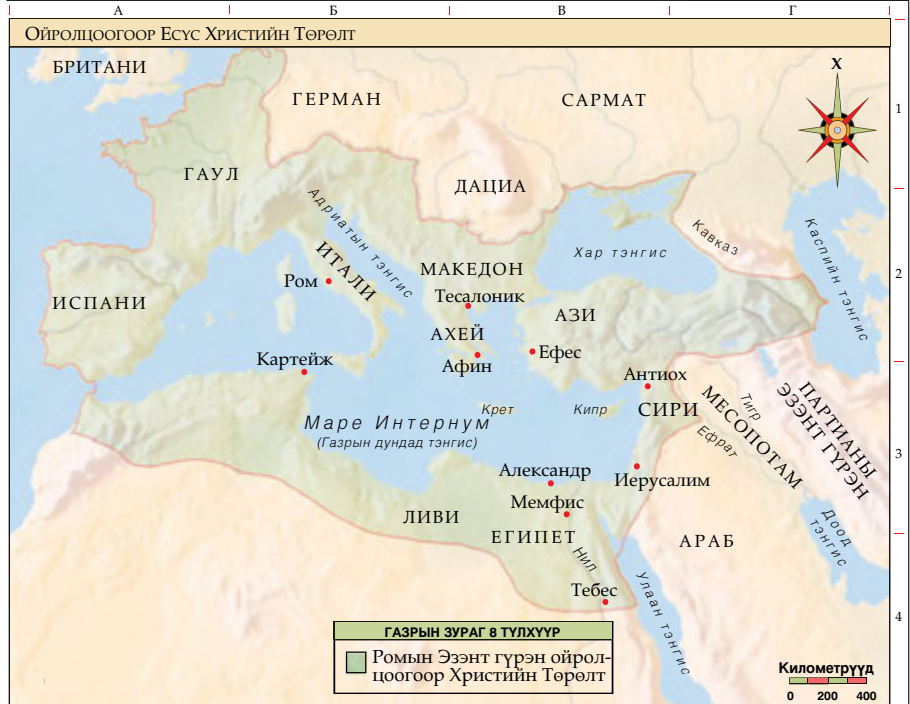 А Б В Г
Ойролцоогоор Есүс Христийн Төрөлт
БРИТАНИ
ГЕРМАН
САРМАТ
Х
1
ГАУЛ
ДАЦИА
Адриатын тэнгис
Хар тэнгис
Кавказ
Каспийн тэнгис
2
ИТАЛИ
Ром
МАКЕДОН
Тесалоник
ИСПАНИ
АЗИ
АХЕЙ
Афин
Ефес
Картейж
Антиох
СИРИ
МЕСОПОТАМ
Тигр
Ефрат
ПАРТИАНЫ
ЭЗЭНТ ГҮРЭН
Крет
Кипр
Маре Интернум
(Газрын дундад тэнгис)
3
Александр
Иерусалим
Мемфис
ЛИВИ
ЕГИПЕТ
Нил
АРАБ
Доод
тэнгис
Тебес
Улаан тэнгис
4
ГАЗРЫН ЗУРАГ 8 ТҮЛХҮҮР
Ромын Эзэнт гүрэн ойрол-
цоогоор Христийн Төрөлт
Километрүүд
0 200 400